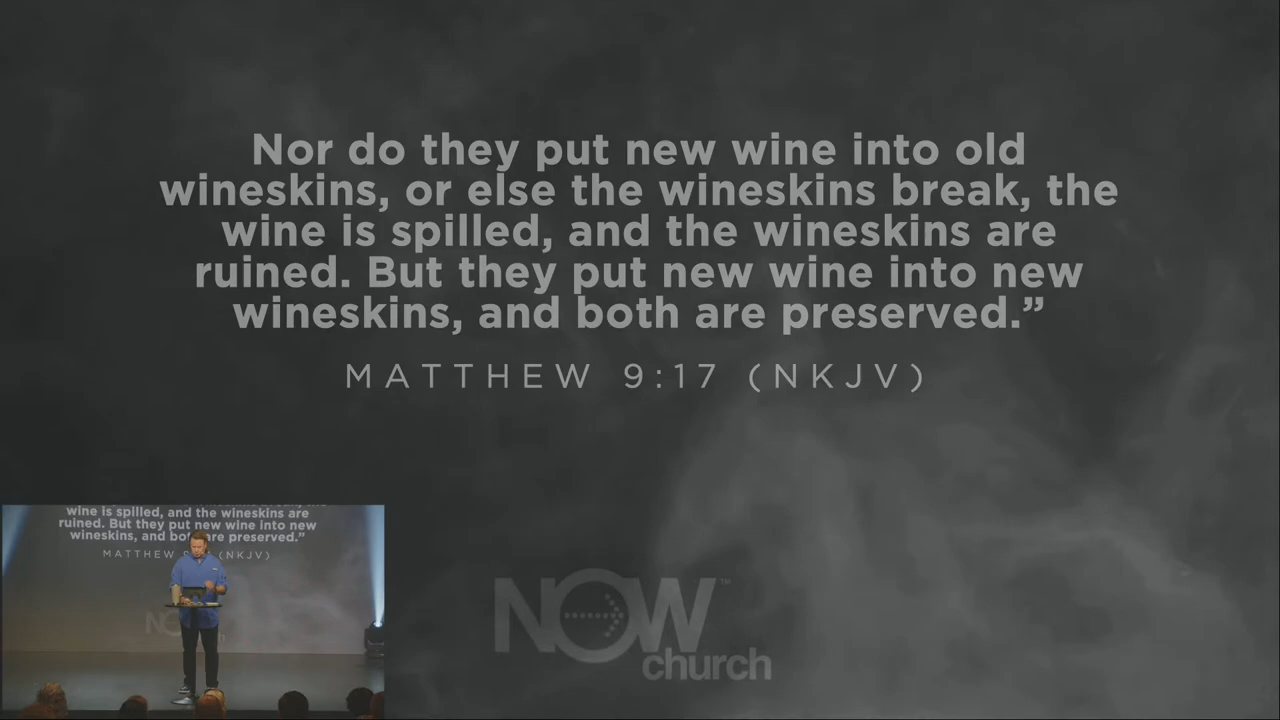 Nor do they put new wine into old
wineskins, or else the wineskins break, the
wine is spilled, and the wineskins are
ruined. But they put new wine into new
wineskins, and both are preserved.”
MATTHEW 9:17 (NKJV)
wine is spilled, and the wineskins are
ruined. But they put new wine into new
wineskins, and both are preserved.”
MATTHEW 9 (NKJV)
NOW™
church